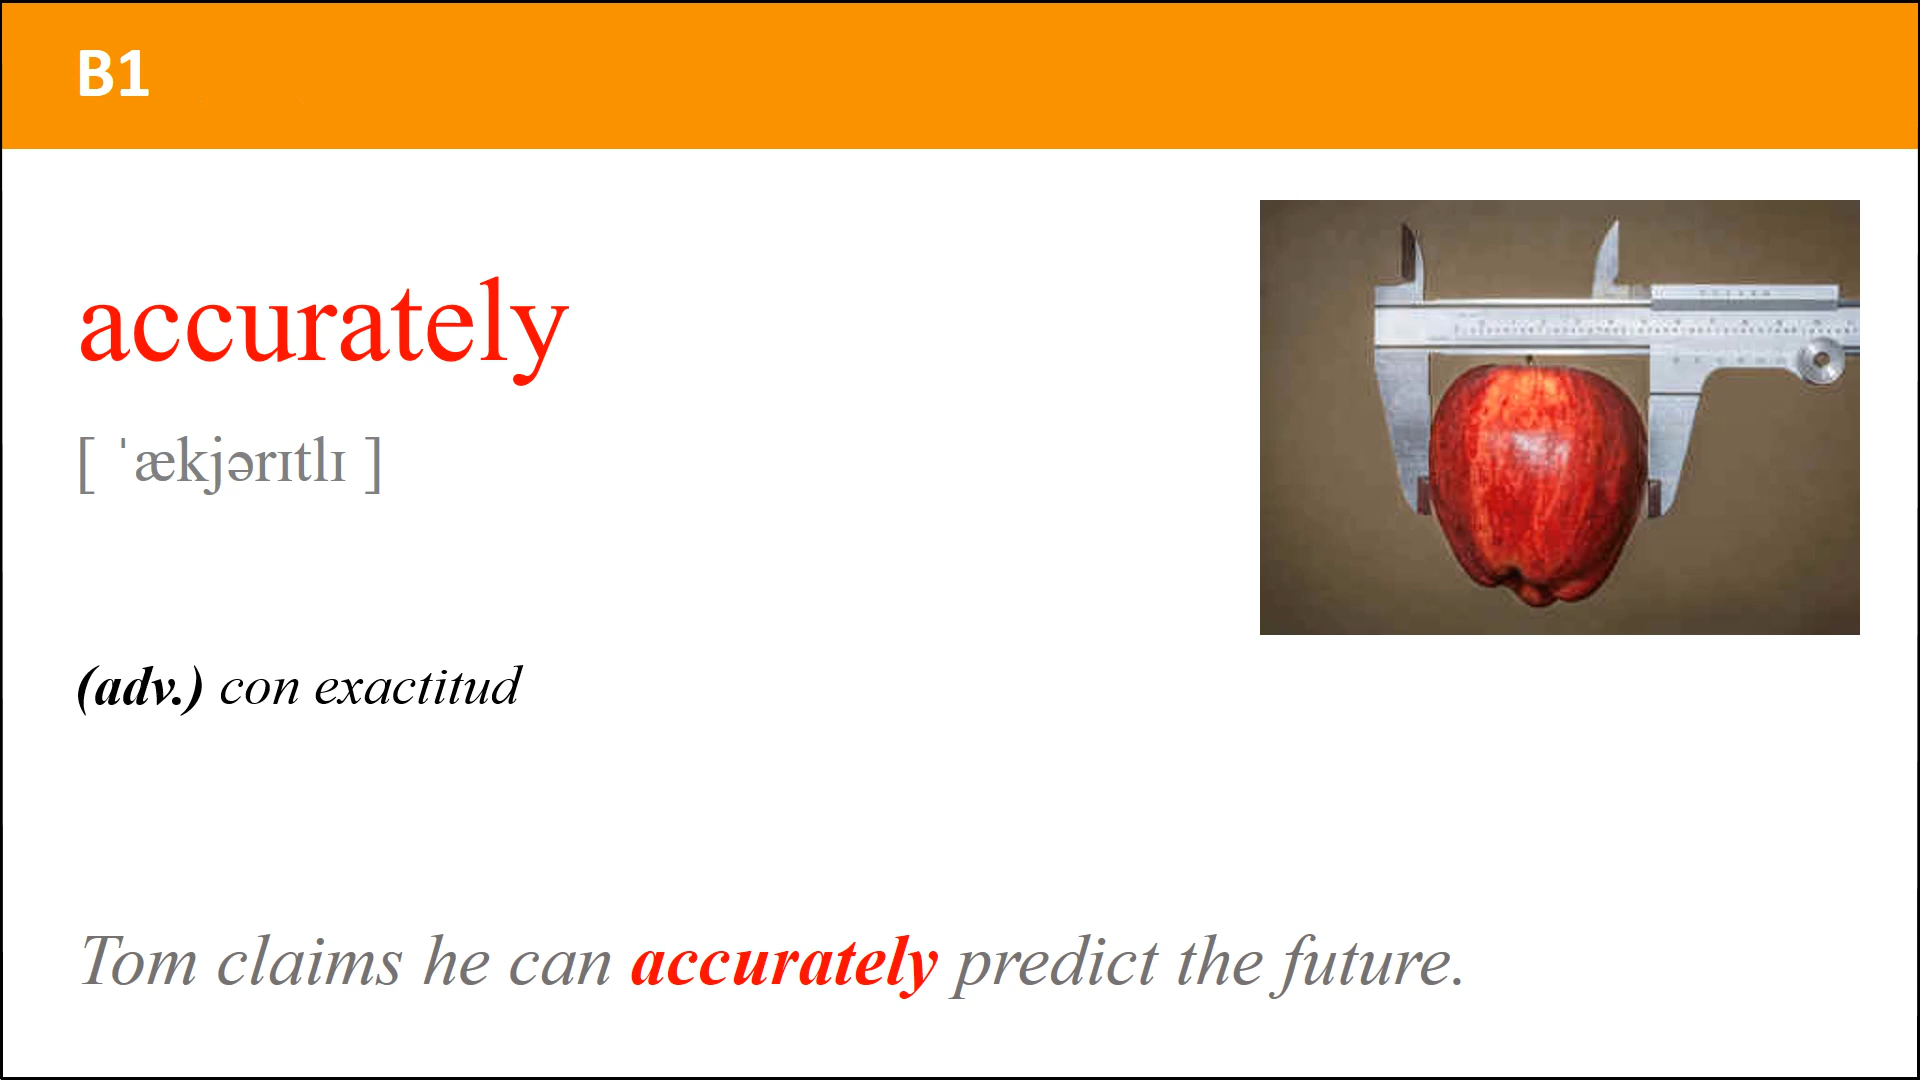 B1
accurately
[ ˈækjərɪtlɪ ]
(adv.) con exactitud
Tom claims he can accurately predict the future.